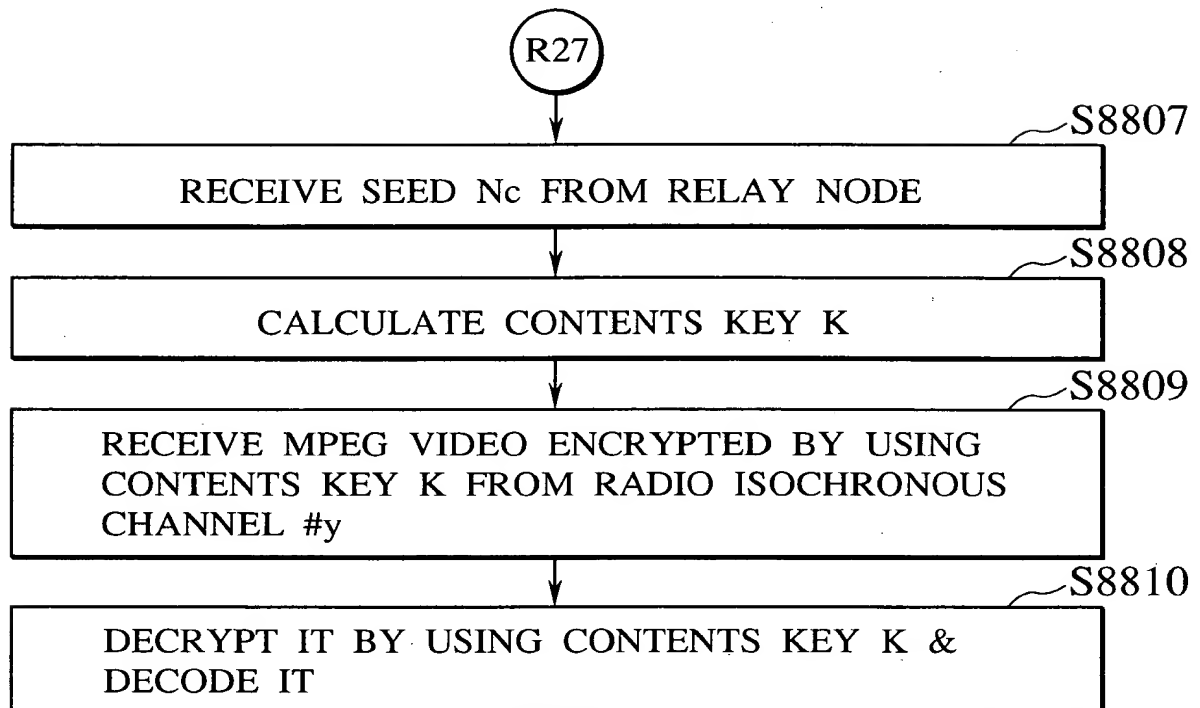 R27
S8807
RECEIVE SEED Nc FROM RELAY NODE
S8808
CALCULATE CONTENTS KEY K
S8809
RECEIVE MPEG VIDEO ENCRYPTED BY USING
CONTENTS KEY K FROM RADIO ISOCHRONOUS
CHANNEL #y
S8810
DECRYPT IT BY USING CONTENTS KEY K &
DECODE IT